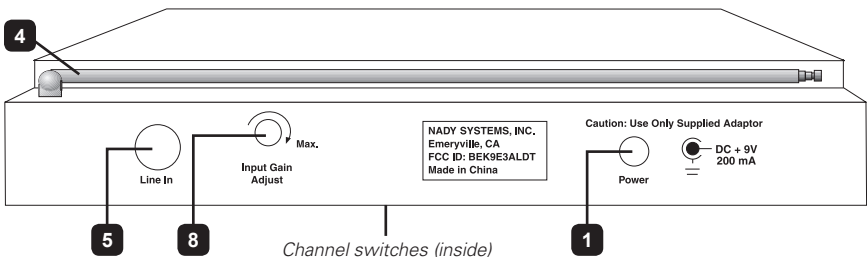 4
Line In
Input Gain
Adjust
Max.
NADY SYSTEMS, INC.
Emeryville, CA
FCC ID: BEK9E3ALDT
Made in China
Caution: Use Only Supplied Adaptor
Power
DC + 9V
200 mA
5
8
Channel switches (inside)
1